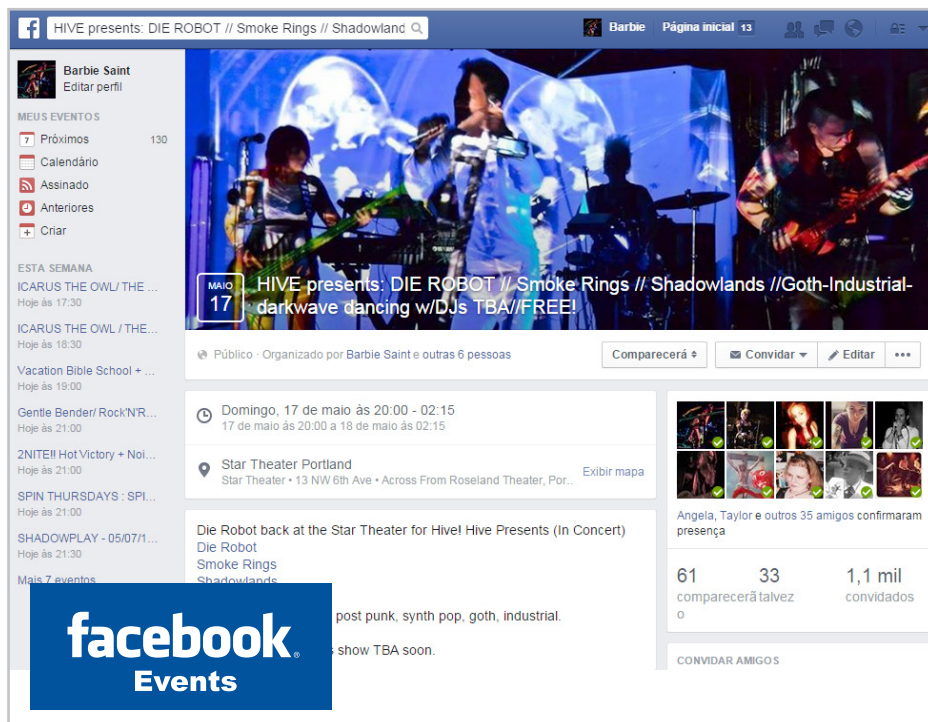 HIVE presents: DIE ROBOT // Smoke Rings // Shadowland
Barbie
Página inicial 13
Barbie Saint
Editar perfil
MEUS EVENTOS
7 Próximos 130
Calendário
Assinado
Anteriores
Criar
ESTA SEMANA
ICARUS THE OWL/ THE ...
Hoje às 17:30
ICARUS THE OWL / THE...
Hoje às 18:30
Vacation Bible School + ...
Hoje às 19:00
Gentle Bender/ Rock'N'R...
Hoje às 21:00
2NITE!! Hot Victory + Noi...
Hoje às 21:00
SPIN THURSDAYS : SPI...
Hoje às 21:00
SHADOWPLAY - 05/07/1...
Hoje às 21:30
Mais 7 eventos
MAIO
17
HIVE presents: DIE ROBOT // Smoke Rings // Shadowlands //Goth-Industrial-
darkwave dancing w/DJs TBA//FREE!
Público · Organizado por Barbie Saint e outras 6 pessoas
Comparecerá
Convidar
Editar
Domingo, 17 de maio às 20:00 - 02:15
17 de maio às 20:00 a 18 de maio às 02:15
Star Theater Portland
Star Theater • 13 NW 6th Ave • Across From Roseland Theater, Por...
Exibir mapa
Die Robot back at the Star Theater for Hive! Hive Presents (In Concert)
Die Robot
Smoke Rings
Shadowlands
post punk, synth pop, goth, industrial.
show TBA soon.
Angela, Taylor e outros 35 amigos confirmaram
presença
61 33 1,1 mil
comparecerã talvez convidados
o
CONVIDAR AMIGOS
facebook®
Events